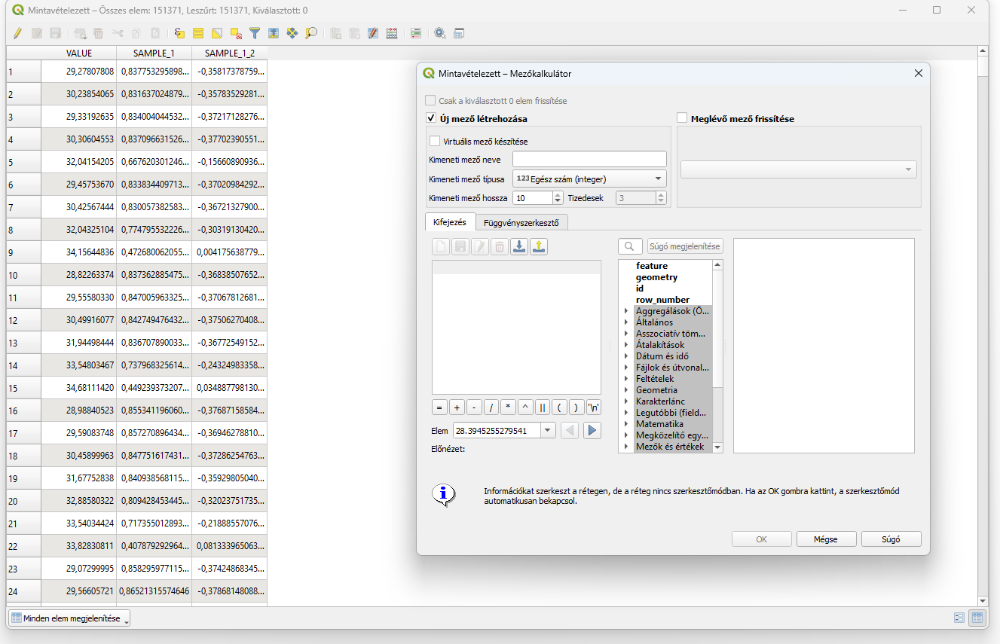 Mintavételezett – Összes elem: 151371, Leszűrt: 151371, Kiválasztott: 0
VALUE SAMPLE_1 SAMPLE_1_2
1 29,27807808 0,837753295898... -0,35817378759...
2 30,23854065 0,831637024879... -0,35783529281...
3 29,33192635 0,834004044532... -0,37217128276...
4 30,30604553 0,837096631526... -0,37702390551...
5 32,04154205 0,667620301246... -0,15660890936...
6 29,45753670 0,833834409713... -0,37020984292...
7 30,42567444 0,830057382583... -0,36721327900...
8 32,04325104 0,774795532226... -0,30319130420...
9 34,15644836 0,472680062055... 0,004175638779...
10 28,82263374 0,837362885475... -0,36838507652...
11 29,55580330 0,847005963325... -0,37067812681...
12 30,49916077 0,842749476432... -0,37506270408...
13 31,94498444 0,836707890033... -0,36772549152...
14 33,54803467 0,737968325614... -0,24324983358...
15 34,68111420 0,449239373207... 0,034887798130...
16 28,98840523 0,855341196060... -0,37687158584...
17 29,59083748 0,857270896434... -0,36946278810...
18 30,45899963 0,847751617431... -0,37286254763...
19 31,67752838 0,840938568115... -0,35929805040...
20 32,88580322 0,809428453445... -0,32023751735...
21 33,54034424 0,717355012893... -0,21888557076...
22 33,82830811 0,407879292964... 0,081333965063...
23 29,07299995 0,858295977115... -0,37424868345...
24 29,56605721 0,86521315574646 -0,37868148088...
Minden elem megjelenítése
Mintavételezett – Mezőkalkulátor
Csak a kiválasztott 0 elem frissítése
Új mező létrehozása
Meglévő mező frissítése
Virtuális mező készítése
Kimeneti mező neve
Kimeneti mező típusa 123 Egész szám (integer)
Kimeneti mező hossza 10 Tizedesek 3
Kifejezés Függvényszerkesztő
Súgó megjelenítése
feature
geometry
id
row_number
Aggregálások (Ö...
Általános
Asszociatív töm...
Átalakítások
Dátum és idő
Fájlok és útvonal...
Feltételek
Geometria
Karakterlánc
Legutóbbi (field...
Matematika
Megközelítő egy...
Mezők és értékek
= + - / * ^ || ( ) '\n'
Elem 28.3945255279541
Előnézet:
Információkat szerkeszt a rétegen, de a réteg nincs szerkesztőmódban. Ha az OK gombra kattint, a szerkesztőmód
automatikusan bekapcsol.
OK Mégse Súgó